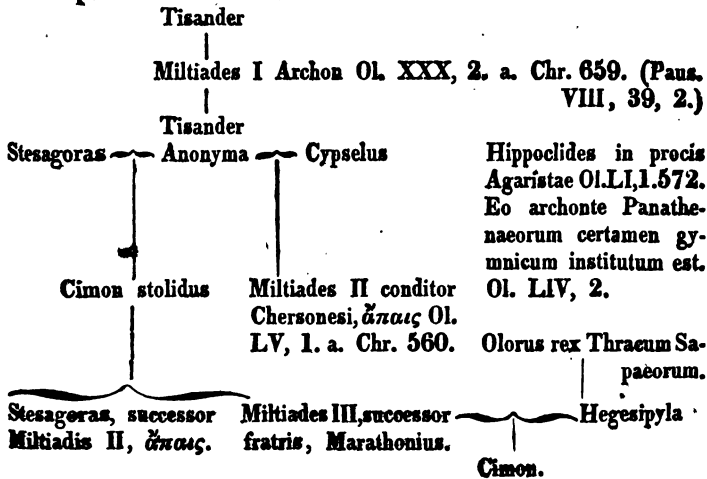 Tisander
Miltiades I Archon Ol. XXX, 2. a. Chr. 659. (Paus.
VIII, 39, 2.)
Tisander
Stesagoras Anonyma Cypselus
Hippoclides in procis
Agaristae Ol.LI,1.572.
Eo archonte Panathe-
naeorum certamen gy-
mnicum institutum est.
Ol. LIV, 2.
Cimon stolidus
Miltiades II conditor
Chersonesi, ἄπαις Ol.
LV, 1. a. Chr. 560.
Olorus rex Thracum Sa-
paeorum.
Stesagoras, successor
Miltiadis II, ἄπαις.
Miltiades III, successor
fratris, Marathonius.
Hegesipyla
Cimon.